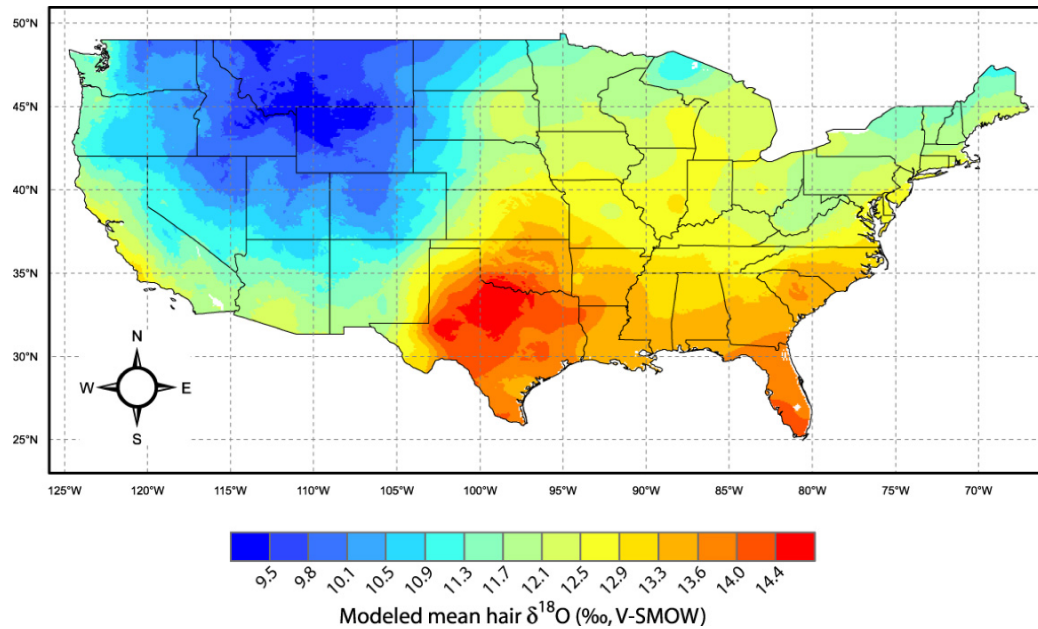 50°N
45°N
40°N
35°N
30°N
25°N
N
W E
S
125°W 120°W 115°W 110°W 105°W 100°W 95°W 90°W 85°W 80°W 75°W 70°W
9.5 9.8 10.1 10.5 10.9 11.3 11.7 12.1 12.5 12.9 13.3 13.6 14.0 14.4
Modeled mean hair δ¹⁸O (‰, V-SMOW)